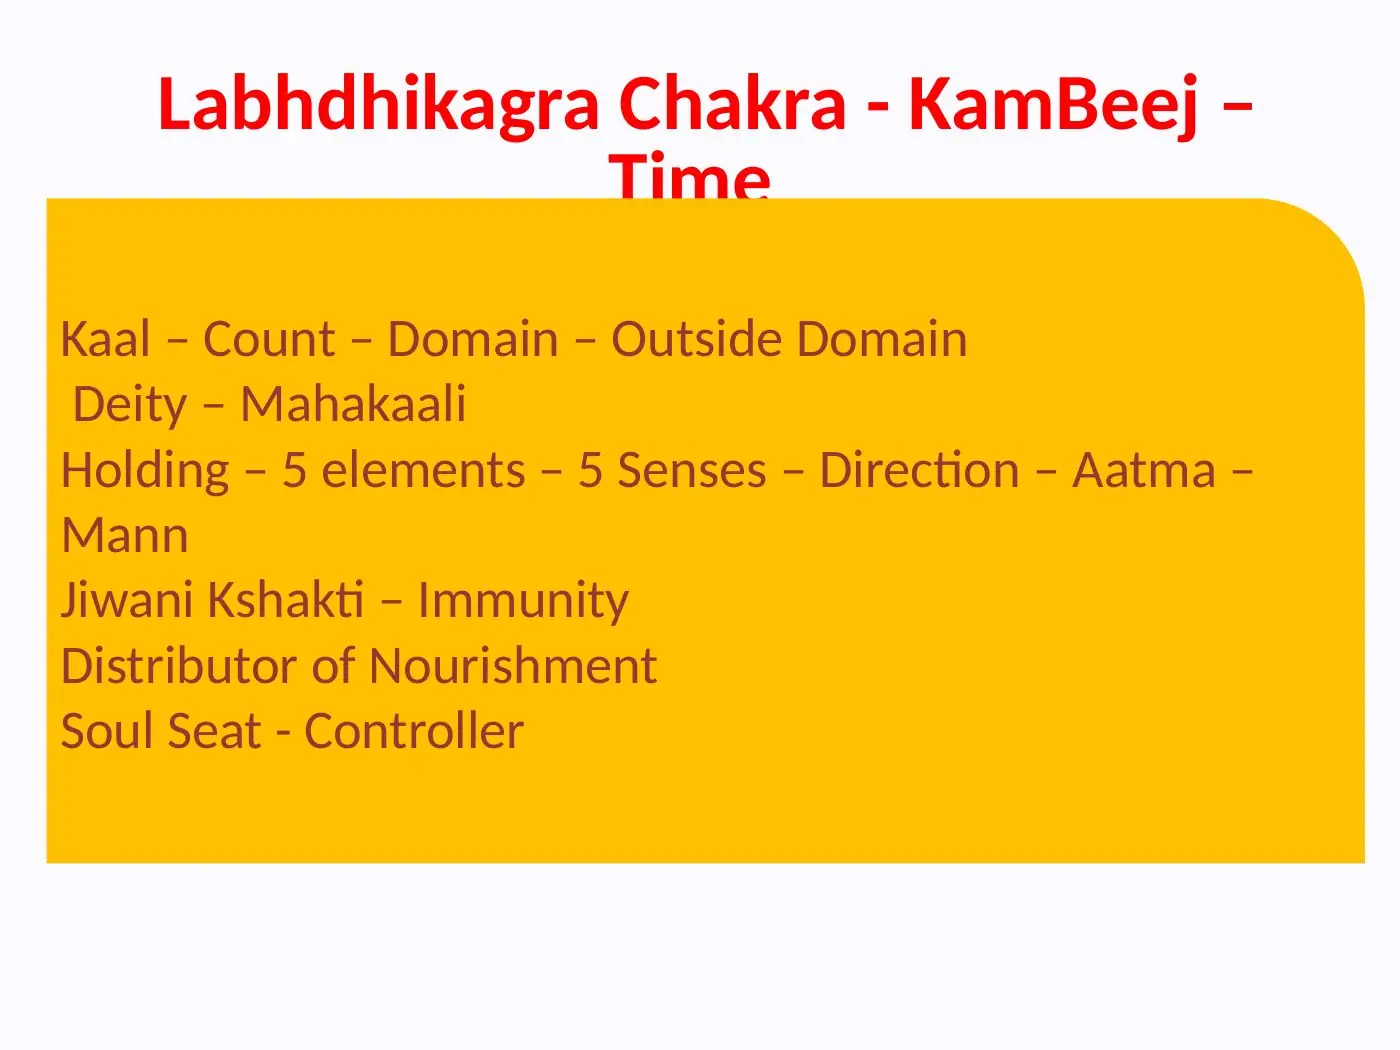 Labhdhikagra Chakra - KamBeej –
Time
Kaal – Count – Domain – Outside Domain
Deity – Mahakaali
Holding – 5 elements – 5 Senses – Direction – Aatma –
Mann
Jiwani Kshakti – Immunity
Distributor of Nourishment
Soul Seat - Controller